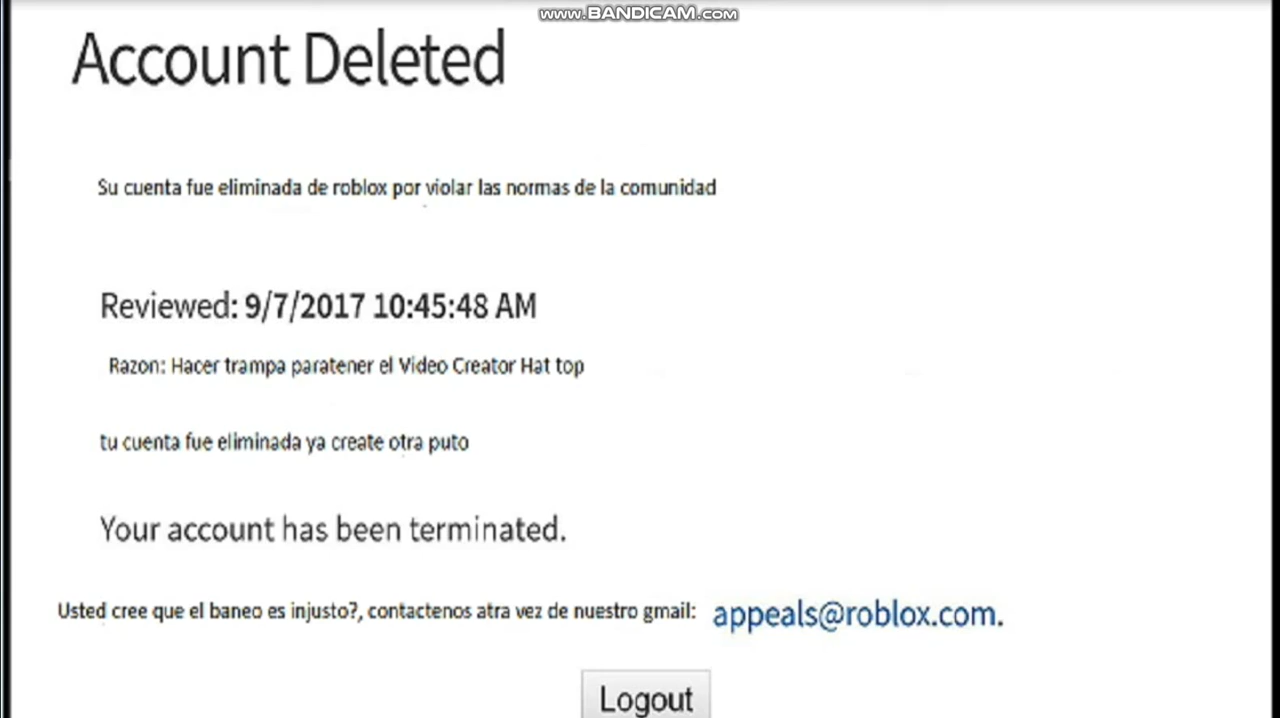 www.BANDICAM.com
Account Deleted
Su cuenta fue eliminada de roblox por violar las normas de la comunidad
Reviewed: 9/7/2017 10:45:48 AM
Razon: Hacer trampa paratener el Video Creator Hat top
tu cuenta fue eliminada ya create otra puto
Your account has been terminated.
Usted cree que el baneo es injusto?, contactenos atra vez de nuestro gmail: appeals@roblox.com.
Logout